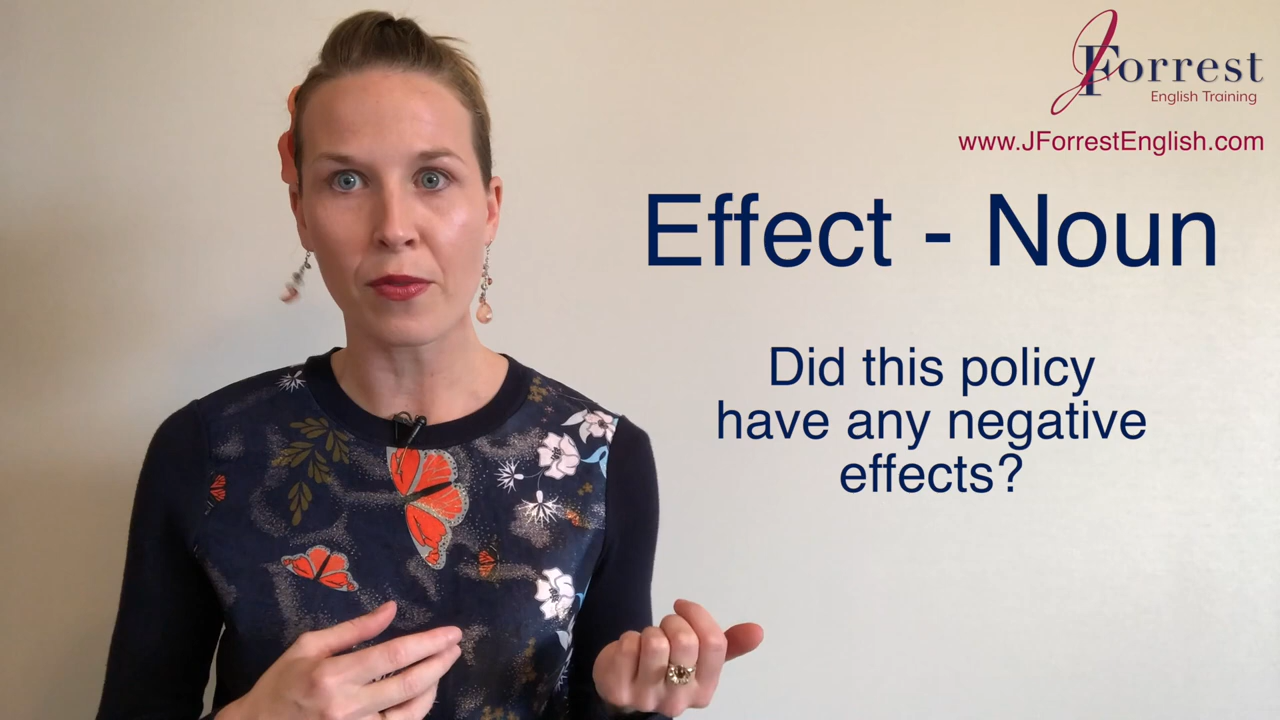 JForrest
English Training
www.JForrestEnglish.com
Effect - Noun
Did this policy
have any negative
effects?